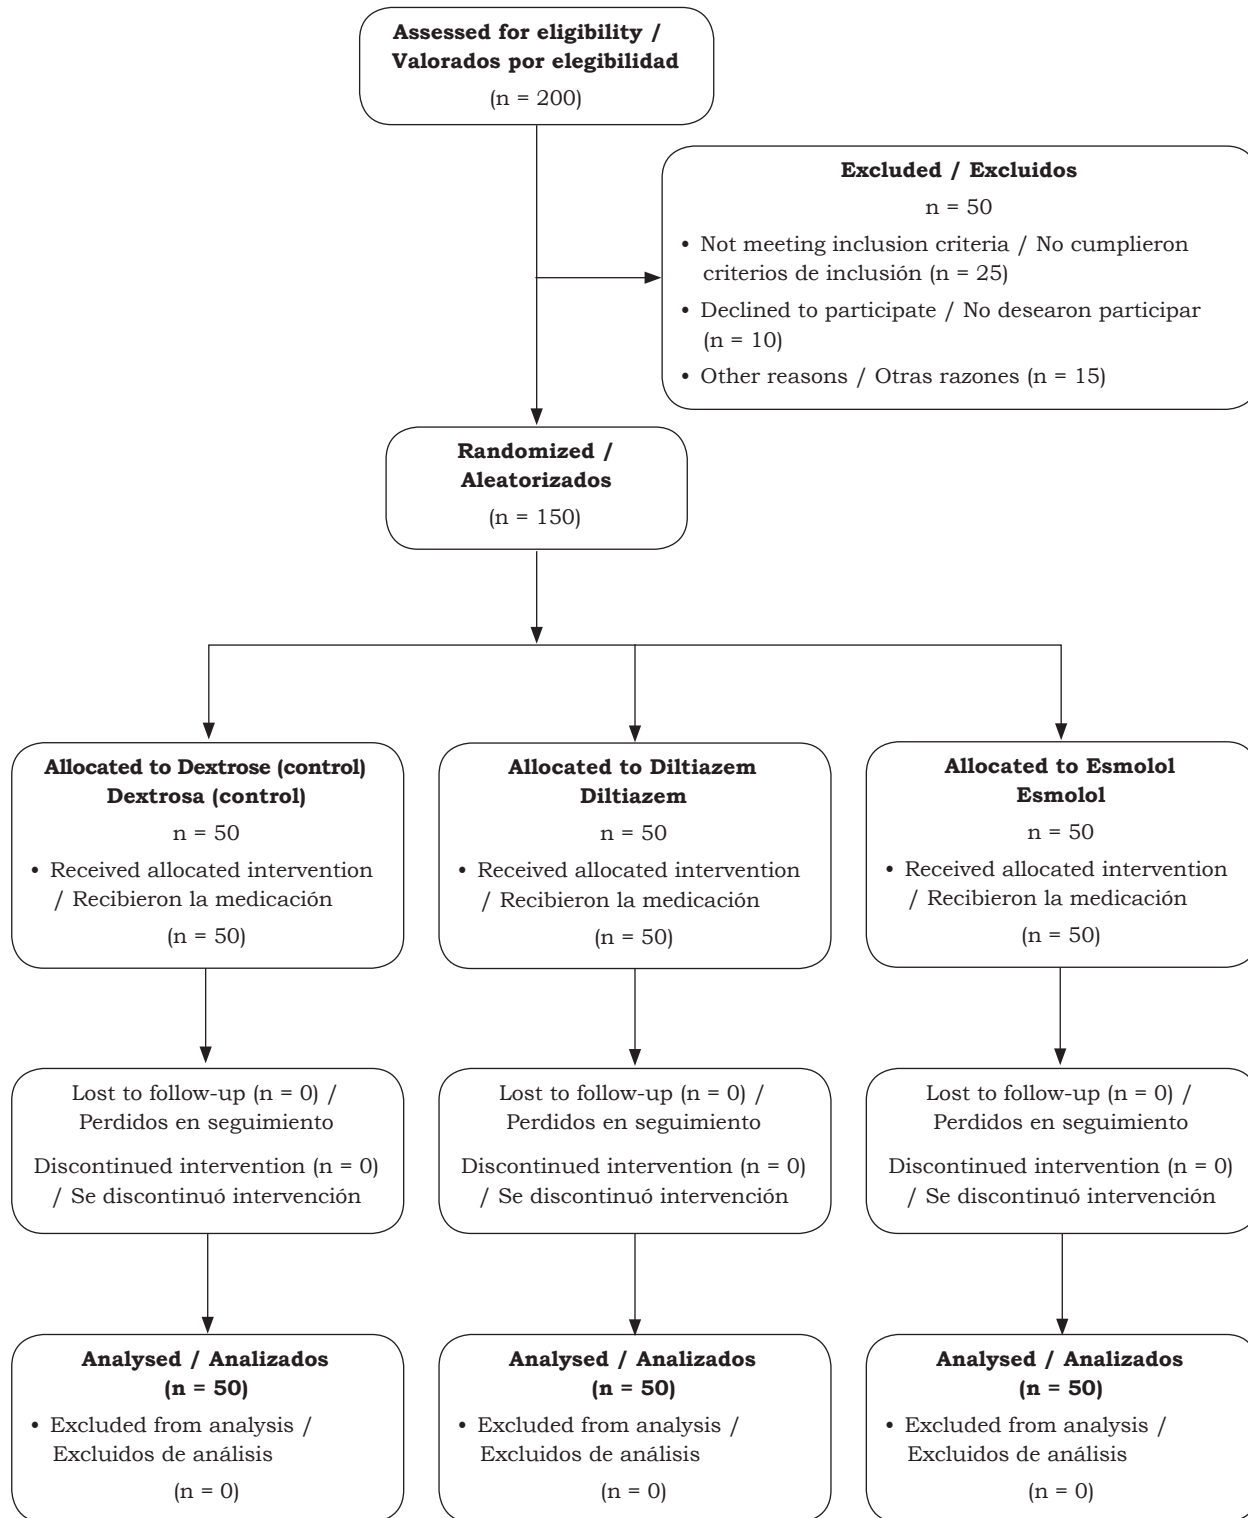 Assessed for eligibility /
Valorados por elegibilidad
(n = 200)
Excluded / Excluidos
n = 50
• Not meeting inclusion criteria / No cumplieron
criterios de inclusión (n = 25)
• Declined to participate / No desearon participar
(n = 10)
• Other reasons / Otras razones (n = 15)
Randomized /
Aleatorizados
(n = 150)
Allocated to Dextrose (control)
Dextrosa (control)
n = 50
• Received allocated intervention
/ Recibieron la medicación
(n = 50)
Allocated to Diltiazem
Diltiazem
n = 50
• Received allocated intervention
/ Recibieron la medicación
(n = 50)
Allocated to Esmolol
Esmolol
n = 50
• Received allocated intervention
/ Recibieron la medicación
(n = 50)
Lost to follow-up (n = 0) /
Perdidos en seguimiento
Discontinued intervention (n = 0)
/ Se discontinuó intervención
Lost to follow-up (n = 0) /
Perdidos en seguimiento
Discontinued intervention (n = 0)
/ Se discontinuó intervención
Lost to follow-up (n = 0) /
Perdidos en seguimiento
Discontinued intervention (n = 0)
/ Se discontinuó intervención
Analysed / Analizados
(n = 50)
• Excluded from analysis /
Excluidos de análisis
(n = 0)
Analysed / Analizados
(n = 50)
• Excluded from analysis /
Excluidos de análisis
(n = 0)
Analysed / Analizados
(n = 50)
• Excluded from analysis /
Excluidos de análisis
(n = 0)